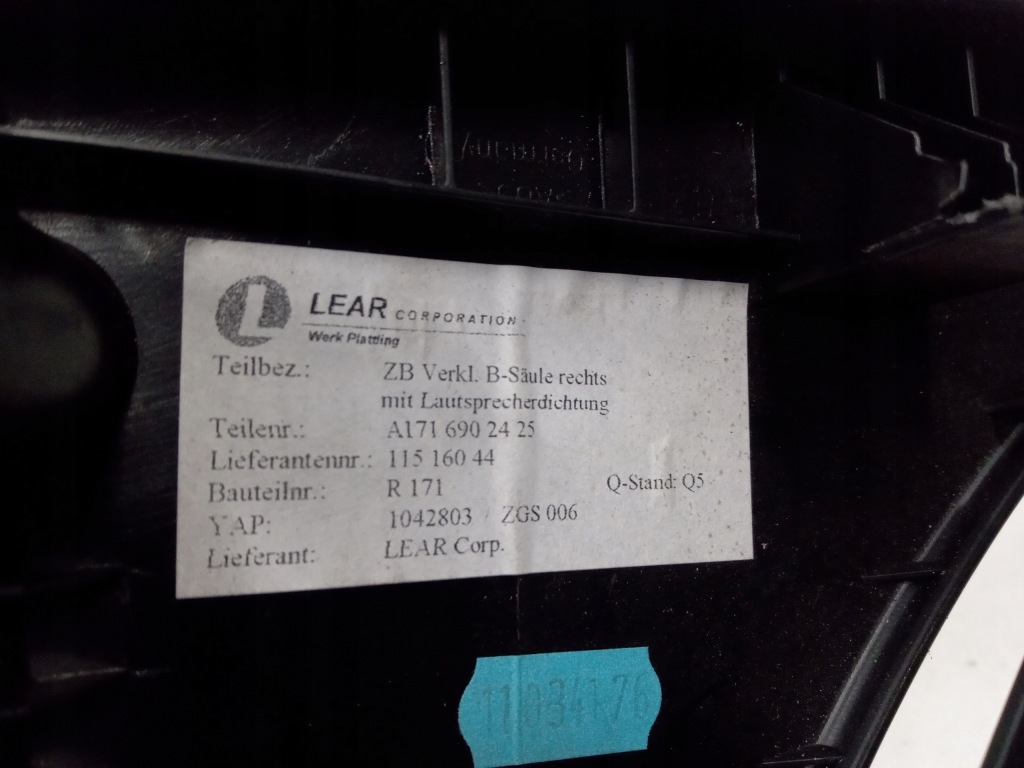 LEAR CORPORATION
Werk Plattling
Teilbez.: ZB Verkl. B-Säule rechts
mit Lautsprecherdichtung
Teilenr.: A171 690 24 25
Lieferantennr.: 115 160 44
Bauteilnr.: R 171 Q-Stand: Q5
YAP: 1042803 ZGS 006
Lieferant: LEAR Corp.